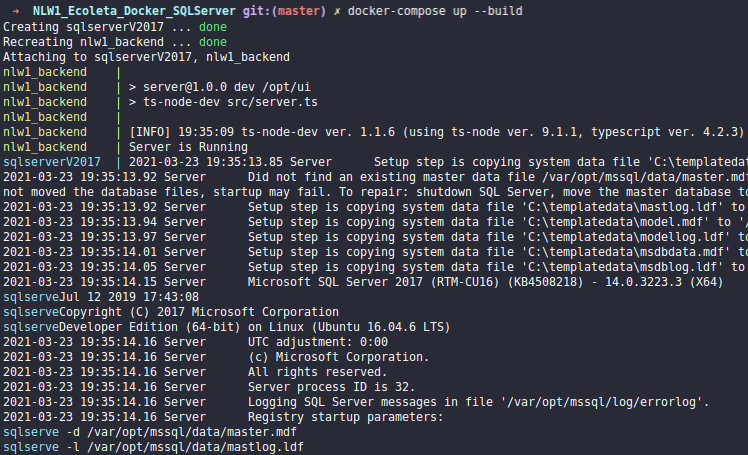 → NLW1_Ecoleta_Docker_SQLServer git:(master) ✗ docker-compose up --build
Creating sqlserverV2017 ... done
Recreating nlw1_backend ... done
Attaching to sqlserverV2017, nlw1_backend
nlw1_backend    |
nlw1_backend    | > server@1.0.0 dev /opt/ui
nlw1_backend    | > ts-node-dev src/server.ts
nlw1_backend    |
nlw1_backend    | [INFO] 19:35:09 ts-node-dev ver. 1.1.6 (using ts-node ver. 9.1.1, typescript ver. 4.2.3)
nlw1_backend    | Server is Running
sqlserverV2017  | 2021-03-23 19:35:13.85 Server      Setup step is copying system data file 'C:\templatedat
2021-03-23 19:35:13.92 Server      Did not find an existing master data file /var/opt/mssql/data/master.mdf
not moved the database files, startup may fail. To repair: shutdown SQL Server, move the master database to
2021-03-23 19:35:13.92 Server      Setup step is copying system data file 'C:\templatedata\mastlog.ldf' to
2021-03-23 19:35:13.94 Server      Setup step is copying system data file 'C:\templatedata\model.mdf' to '/
2021-03-23 19:35:13.97 Server      Setup step is copying system data file 'C:\templatedata\modellog.ldf' to
2021-03-23 19:35:14.01 Server      Setup step is copying system data file 'C:\templatedata\msdbdata.mdf' to
2021-03-23 19:35:14.05 Server      Setup step is copying system data file 'C:\templatedata\msdblog.ldf' to
2021-03-23 19:35:14.15 Server      Microsoft SQL Server 2017 (RTM-CU16) (KB4508218) - 14.0.3223.3 (X64)
sqlserveJul 12 2019 17:43:08
sqlserveCopyright (C) 2017 Microsoft Corporation
sqlserveDeveloper Edition (64-bit) on Linux (Ubuntu 16.04.6 LTS)
2021-03-23 19:35:14.16 Server      UTC adjustment: 0:00
2021-03-23 19:35:14.16 Server      (c) Microsoft Corporation.
2021-03-23 19:35:14.16 Server      All rights reserved.
2021-03-23 19:35:14.16 Server      Server process ID is 32.
2021-03-23 19:35:14.16 Server      Logging SQL Server messages in file '/var/opt/mssql/log/errorlog'.
2021-03-23 19:35:14.16 Server      Registry startup parameters:
sqlserve -d /var/opt/mssql/data/master.mdf
sqlserve -l /var/opt/mssql/data/mastlog.ldf